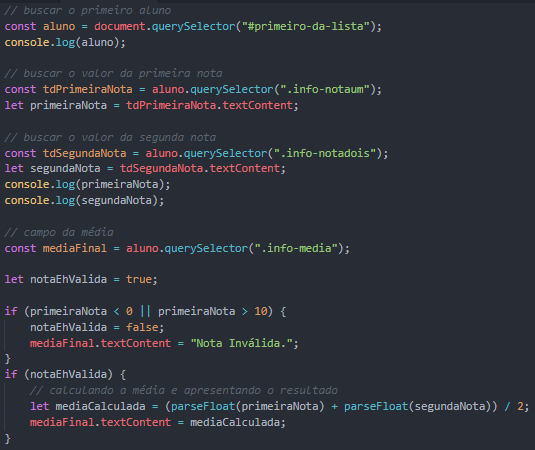 // buscar o primeiro aluno
const aluno = document.querySelector("#primeiro-da-lista");
console.log(aluno);
// buscar o valor da primeira nota
const tdPrimeiraNota = aluno.querySelector(".info-notaum");
let primeiraNota = tdPrimeiraNota.textContent;
// buscar o valor da segunda nota
const tdSegundaNota = aluno.querySelector(".info-notadois");
let segundaNota = tdSegundaNota.textContent;
console.log(primeiraNota);
console.log(segundaNota);
// campo da média
const mediaFinal = aluno.querySelector(".info-media");
let notaEhValida = true;
if (primeiraNota < 0 || primeiraNota > 10) {
notaEhValida = false;
mediaFinal.textContent = "Nota Inválida.";
}
if (notaEhValida) {
// calculando a média e apresentando o resultado
let mediaCalculada = (parseFloat(primeiraNota) + parseFloat(segundaNota)) / 2;
mediaFinal.textContent = mediaCalculada;
}